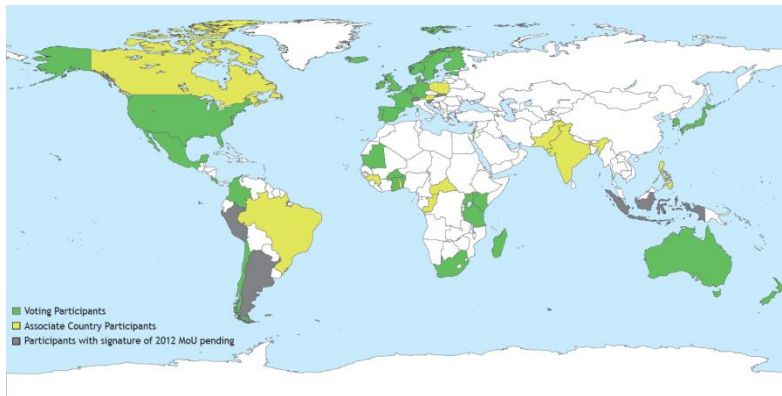 Voting Participants
Associate Country Participants
Participants with signature of 2012 MoU pending